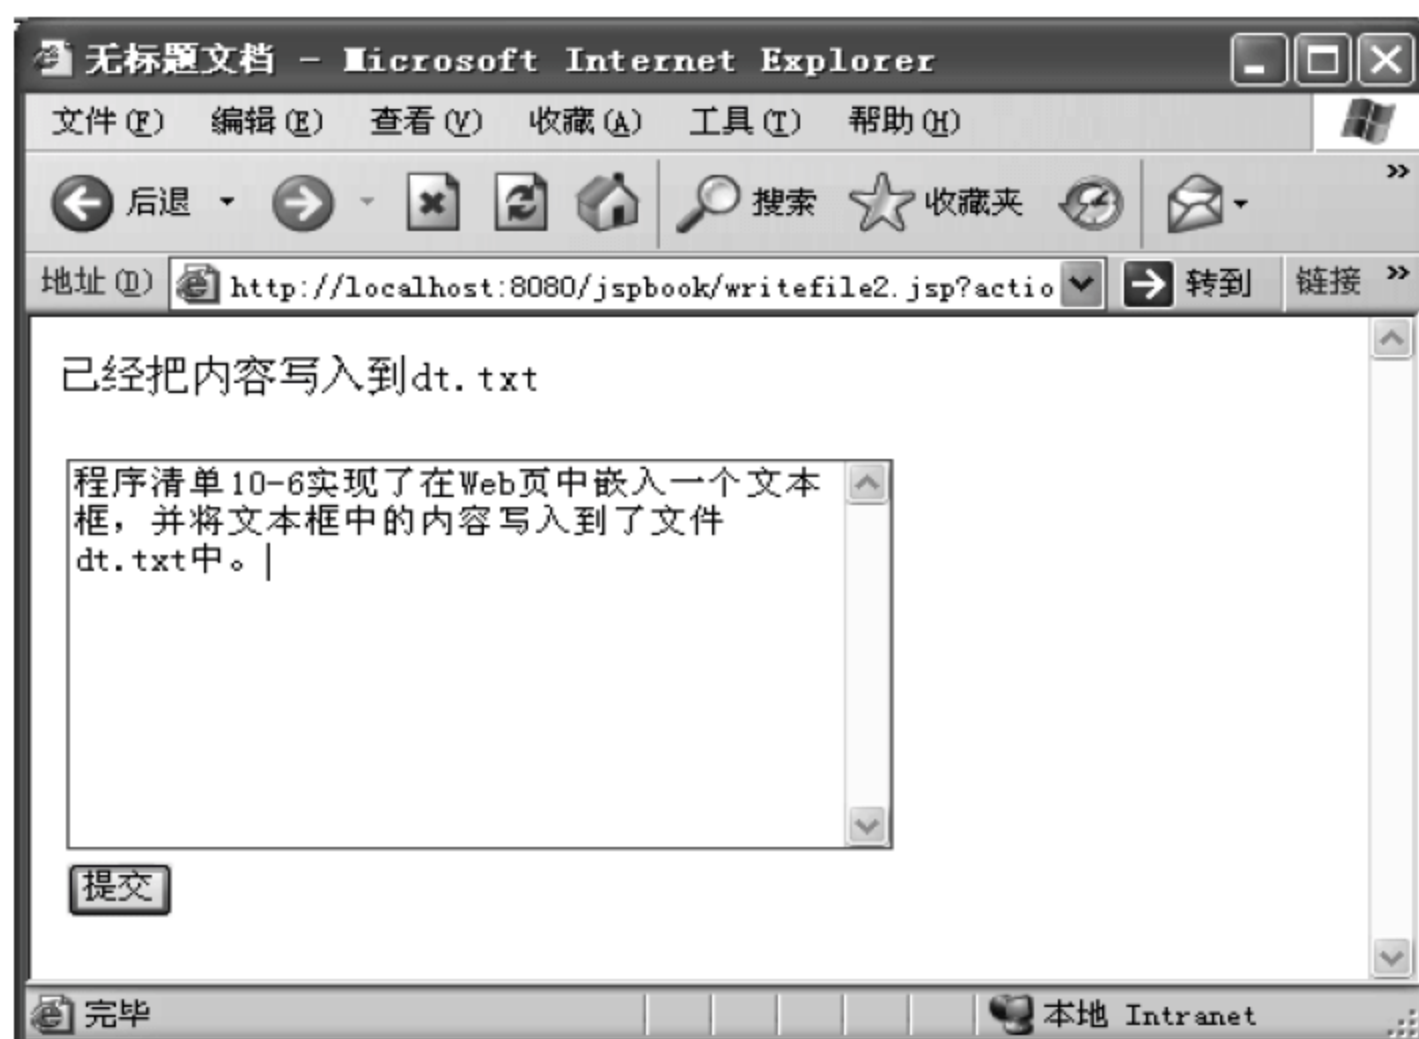 无标题文档 - Microsoft Internet Explorer
文件(F) 编辑(E) 查看(V) 收藏(A) 工具(T) 帮助(H)
后退 搜索 收藏夹 »
地址(D) http://localhost:8080/jspbook/writefile2.jsp?actio 转到 链接 »
已经把内容写入到dt.txt
程序清单10-6实现了在Web页中嵌入一个文本
框，并将文本框中的内容写入到了文件
dt.txt中。
提交
完毕 本地 Intranet